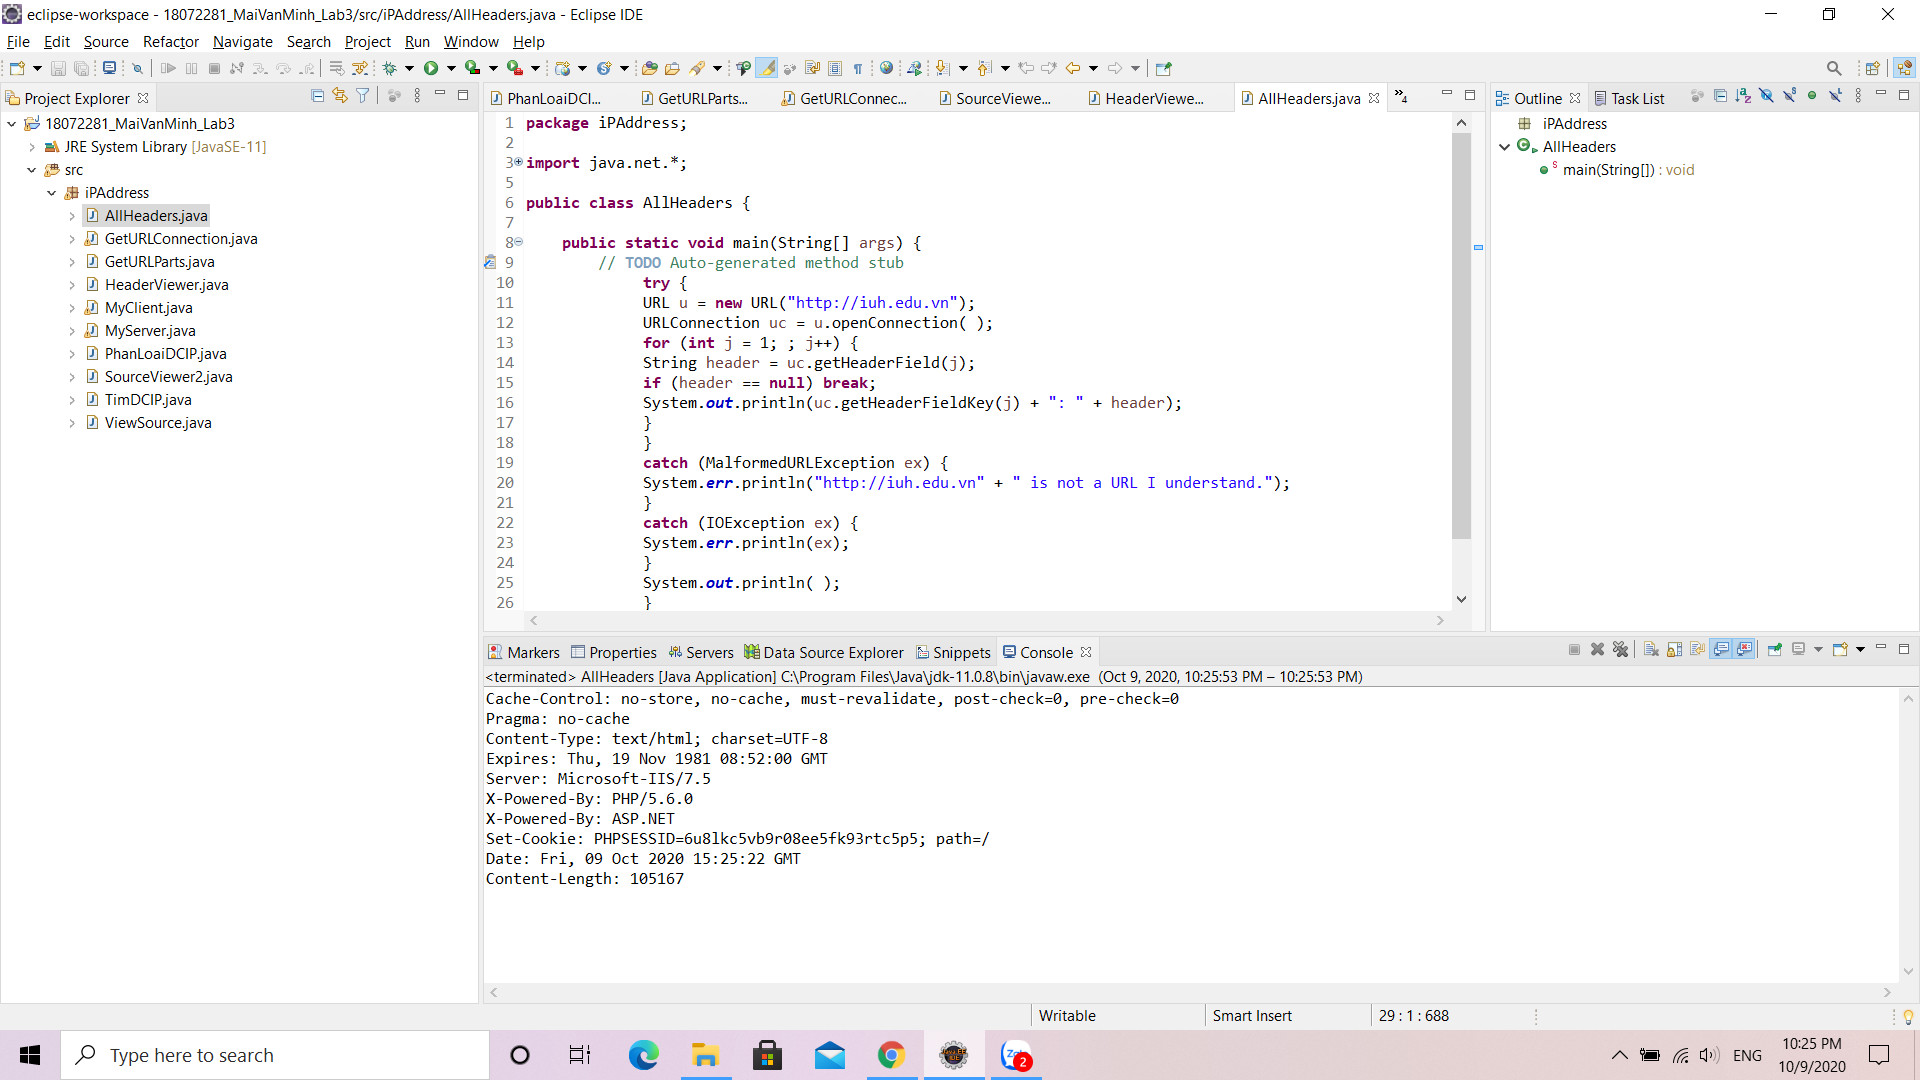 eclipse-workspace - 18072281_MaiVanMinh_Lab3/src/iPAddress/AllHeaders.java - Eclipse IDE
File Edit Source Refactor Navigate Search Project Run Window Help
Project Explorer
18072281_MaiVanMinh_Lab3
JRE System Library [JavaSE-11]
src
iPAddress
AllHeaders.java
GetURLConnection.java
GetURLParts.java
HeaderViewer.java
MyClient.java
MyServer.java
PhanLoaiDCIP.java
SourceViewer2.java
TimDCIP.java
ViewSource.java
PhanLoaiDCI... GetURLParts... GetURLConnec... SourceViewe... HeaderViewe... AllHeaders.java »4
1 package iPAddress;
2
3 import java.net.*;
5
6 public class AllHeaders {
7
8 public static void main(String[] args) {
9 // TODO Auto-generated method stub
10 try {
11 URL u = new URL("http://iuh.edu.vn");
12 URLConnection uc = u.openConnection( );
13 for (int j = 1; ; j++) {
14 String header = uc.getHeaderField(j);
15 if (header == null) break;
16 System.out.println(uc.getHeaderFieldKey(j) + ": " + header);
17 }
18 }
19 catch (MalformedURLException ex) {
20 System.err.println("http://iuh.edu.vn" + " is not a URL I understand.");
21 }
22 catch (IOException ex) {
23 System.err.println(ex);
24 }
25 System.out.println( );
26 }
Outline Task List
iPAddress
AllHeaders
main(String[]) : void
Markers Properties Servers Data Source Explorer Snippets Console
<terminated> AllHeaders [Java Application] C:\Program Files\Java\jdk-11.0.8\bin\javaw.exe (Oct 9, 2020, 10:25:53 PM – 10:25:53 PM)
Cache-Control: no-store, no-cache, must-revalidate, post-check=0, pre-check=0
Pragma: no-cache
Content-Type: text/html; charset=UTF-8
Expires: Thu, 19 Nov 1981 08:52:00 GMT
Server: Microsoft-IIS/7.5
X-Powered-By: PHP/5.6.0
X-Powered-By: ASP.NET
Set-Cookie: PHPSESSID=6u8lkc5vb9r08ee5fk93rtc5p5; path=/
Date: Fri, 09 Oct 2020 15:25:22 GMT
Content-Length: 105167
Writable Smart Insert 29 : 1 : 688
Type here to search
2
ENG
10:25 PM
10/9/2020